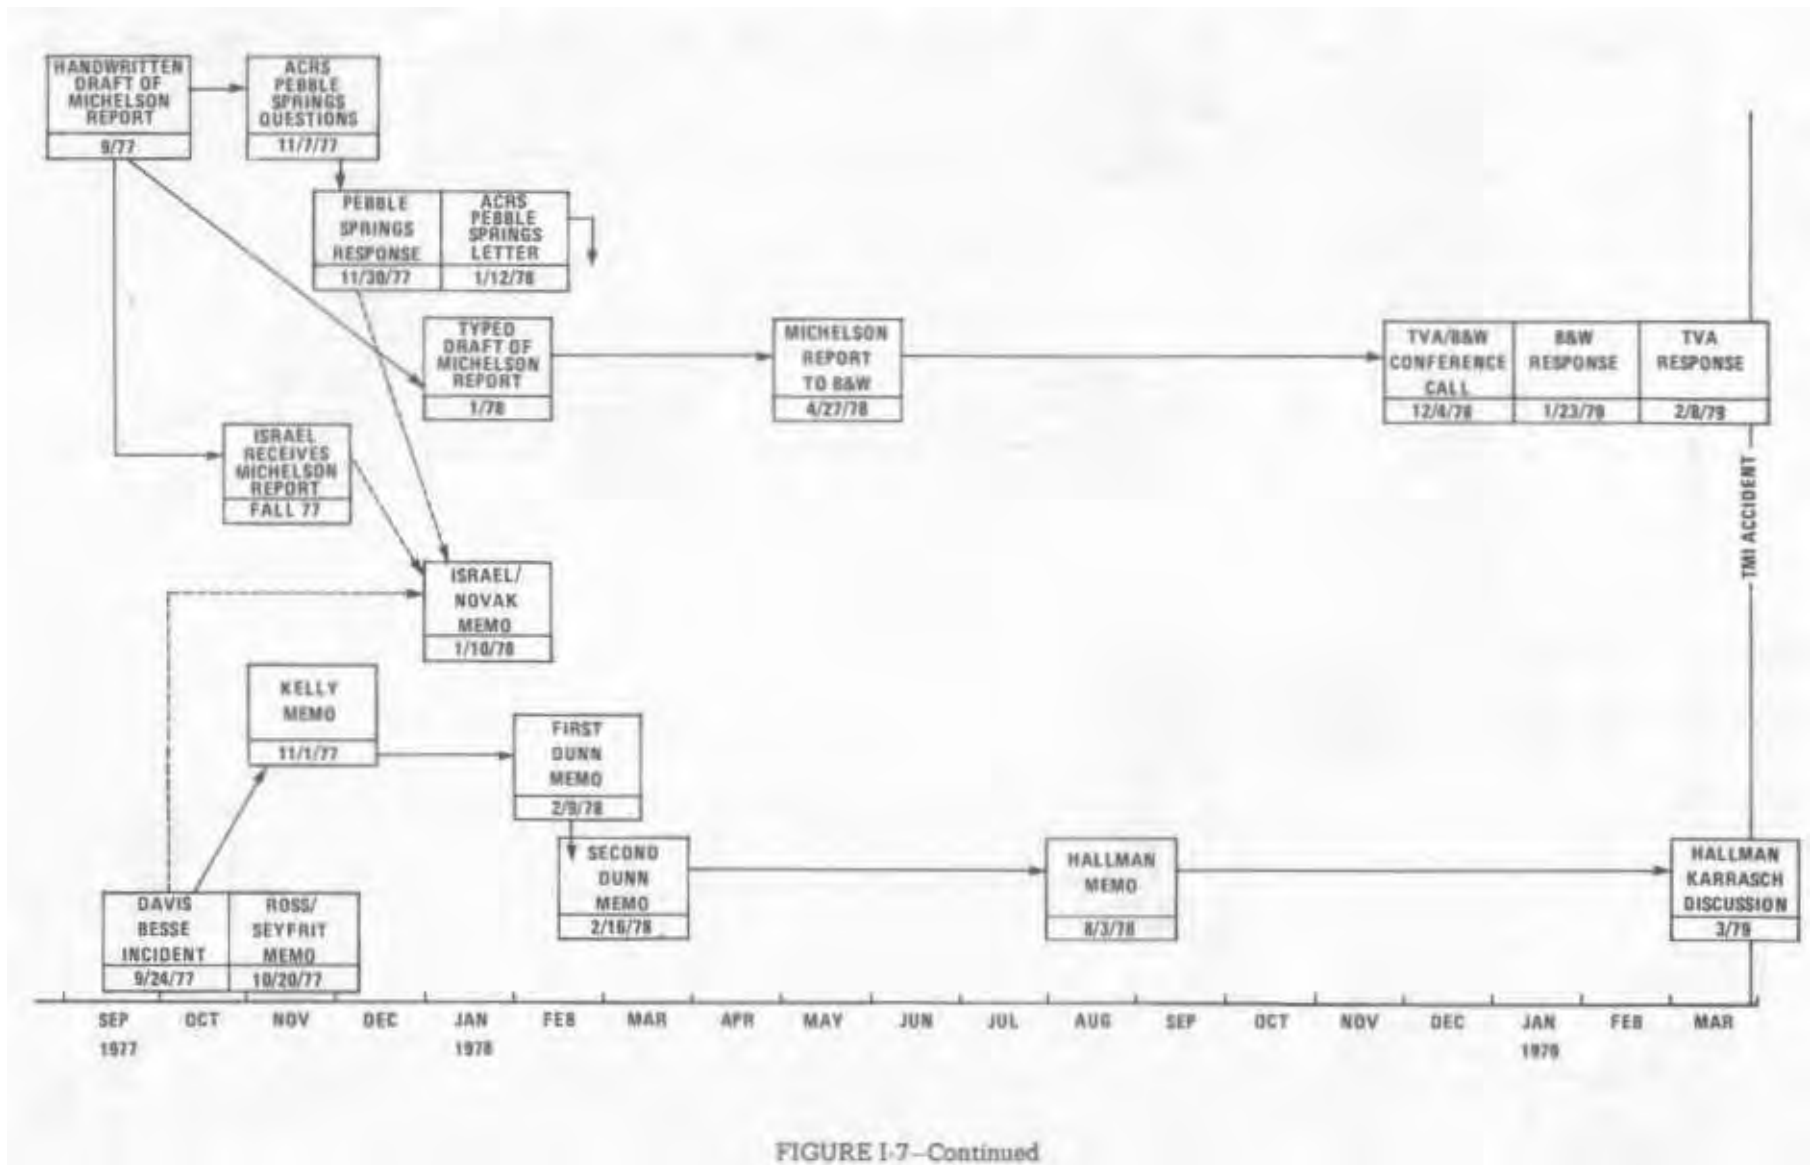 HANDWRITTEN
DRAFT OF
MICHELSON
REPORT
9/77
ACRS
PEBBLE
SPRINGS
QUESTIONS
11/7/77
PEBBLE
SPRINGS
RESPONSE
11/30/77
ACRS
PEBBLE
SPRINGS
LETTER
1/12/78
TYPED
DRAFT OF
MICHELSON
REPORT
1/78
MICHELSON
REPORT
TO B&W
4/27/78
TVA/B&W
CONFERENCE
CALL
12/4/78
B&W
RESPONSE
1/23/79
TVA
RESPONSE
2/8/79
ISRAEL
RECEIVES
MICHELSON
REPORT
FALL 77
TMI ACCIDENT
ISRAEL/
NOVAK
MEMO
1/10/78
KELLY
MEMO
11/1/77
FIRST
DUNN
MEMO
2/9/78
SECOND
DUNN
MEMO
2/16/78
HALLMAN
MEMO
8/3/78
HALLMAN
KARRASCH
DISCUSSION
3/79
DAVIS
BESSE
INCIDENT
9/24/77
ROSS/
SEYFRIT
MEMO
10/20/77
SEP OCT NOV DEC JAN FEB MAR APR MAY JUN JUL AUG SEP OCT NOV DEC JAN FEB MAR
1977 1978 1979
FIGURE I-7—Continued